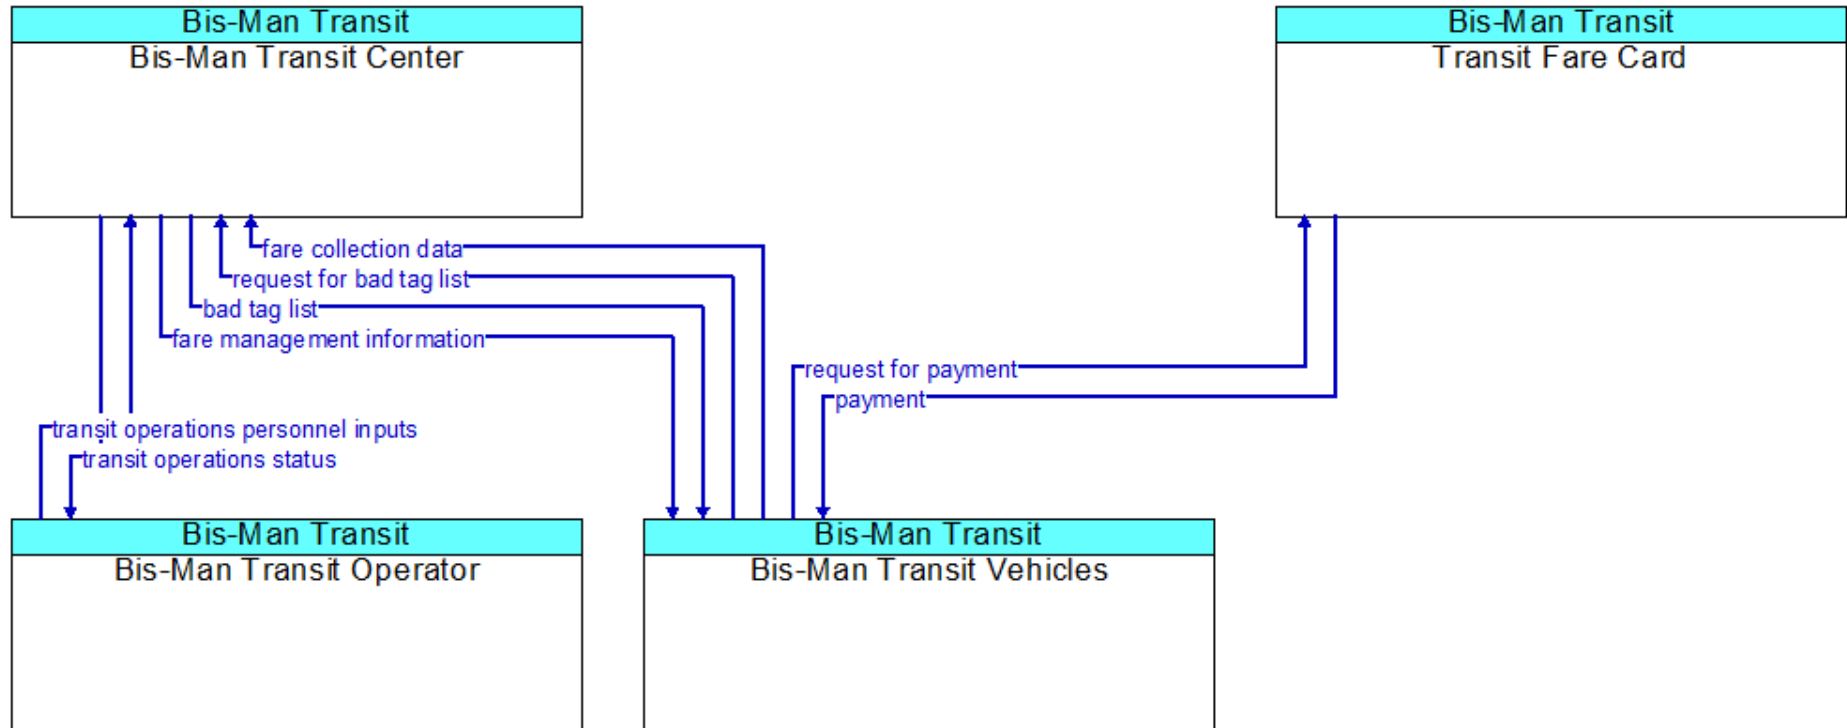 Bis-Man Transit
Bis-Man Transit Center
Bis-Man Transit
Transit Fare Card
fare collection data
request for bad tag list
bad tag list
fare management information
request for payment
payment
transit operations personnel inputs
transit operations status
Bis-Man Transit
Bis-Man Transit Operator
Bis-Man Transit
Bis-Man Transit Vehicles